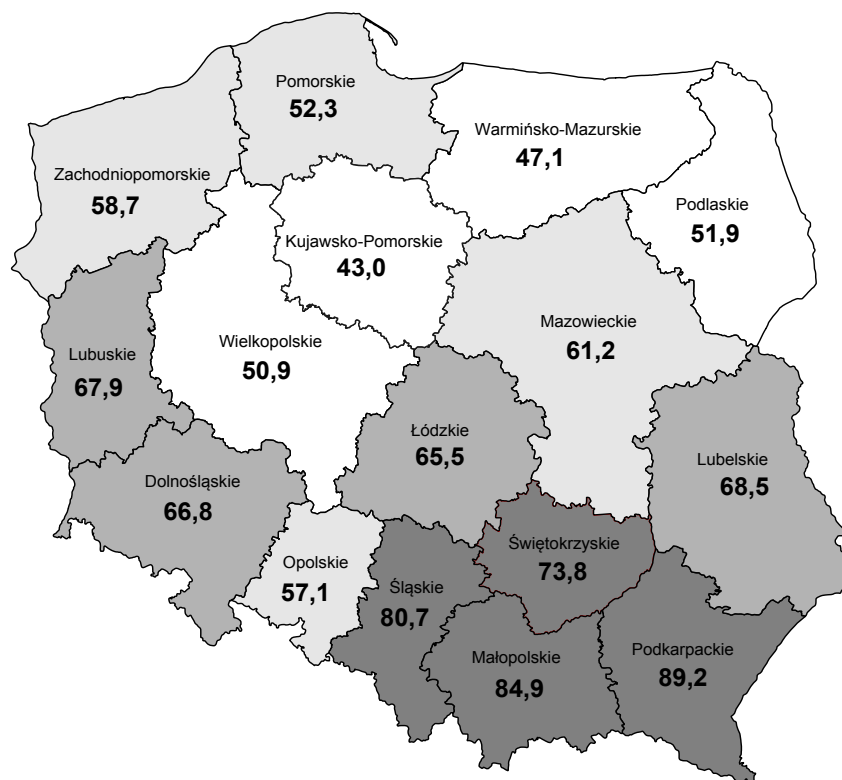 Pomorskie
52,3
Warmińsko-Mazurskie
47,1
Zachodniopomorskie
58,7
Podlaskie
51,9
Kujawsko-Pomorskie
43,0
Mazowieckie
61,2
Wielkopolskie
50,9
Lubuskie
67,9
Łódzkie
65,5
Lubelskie
68,5
Dolnośląskie
66,8
Świętokrzyskie
73,8
Opolskie
57,1
Śląskie
80,7
Małopolskie
84,9
Podkarpackie
89,2